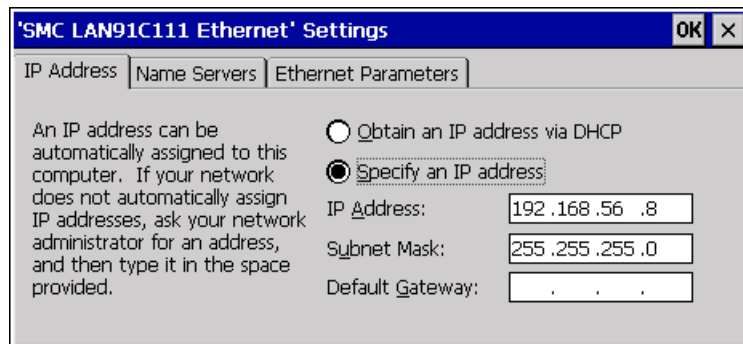 'SMC LAN91C111 Ethernet' Settings OK ×
IP Address Name Servers Ethernet Parameters
An IP address can be
automatically assigned to this
computer. If your network
does not automatically assign
IP addresses, ask your network
administrator for an address,
and then type it in the space
provided.
Obtain an IP address via DHCP
Specify an IP address
IP Address: 192 .168 .56 .8
Subnet Mask: 255 .255 .255 .0
Default Gateway: . . .